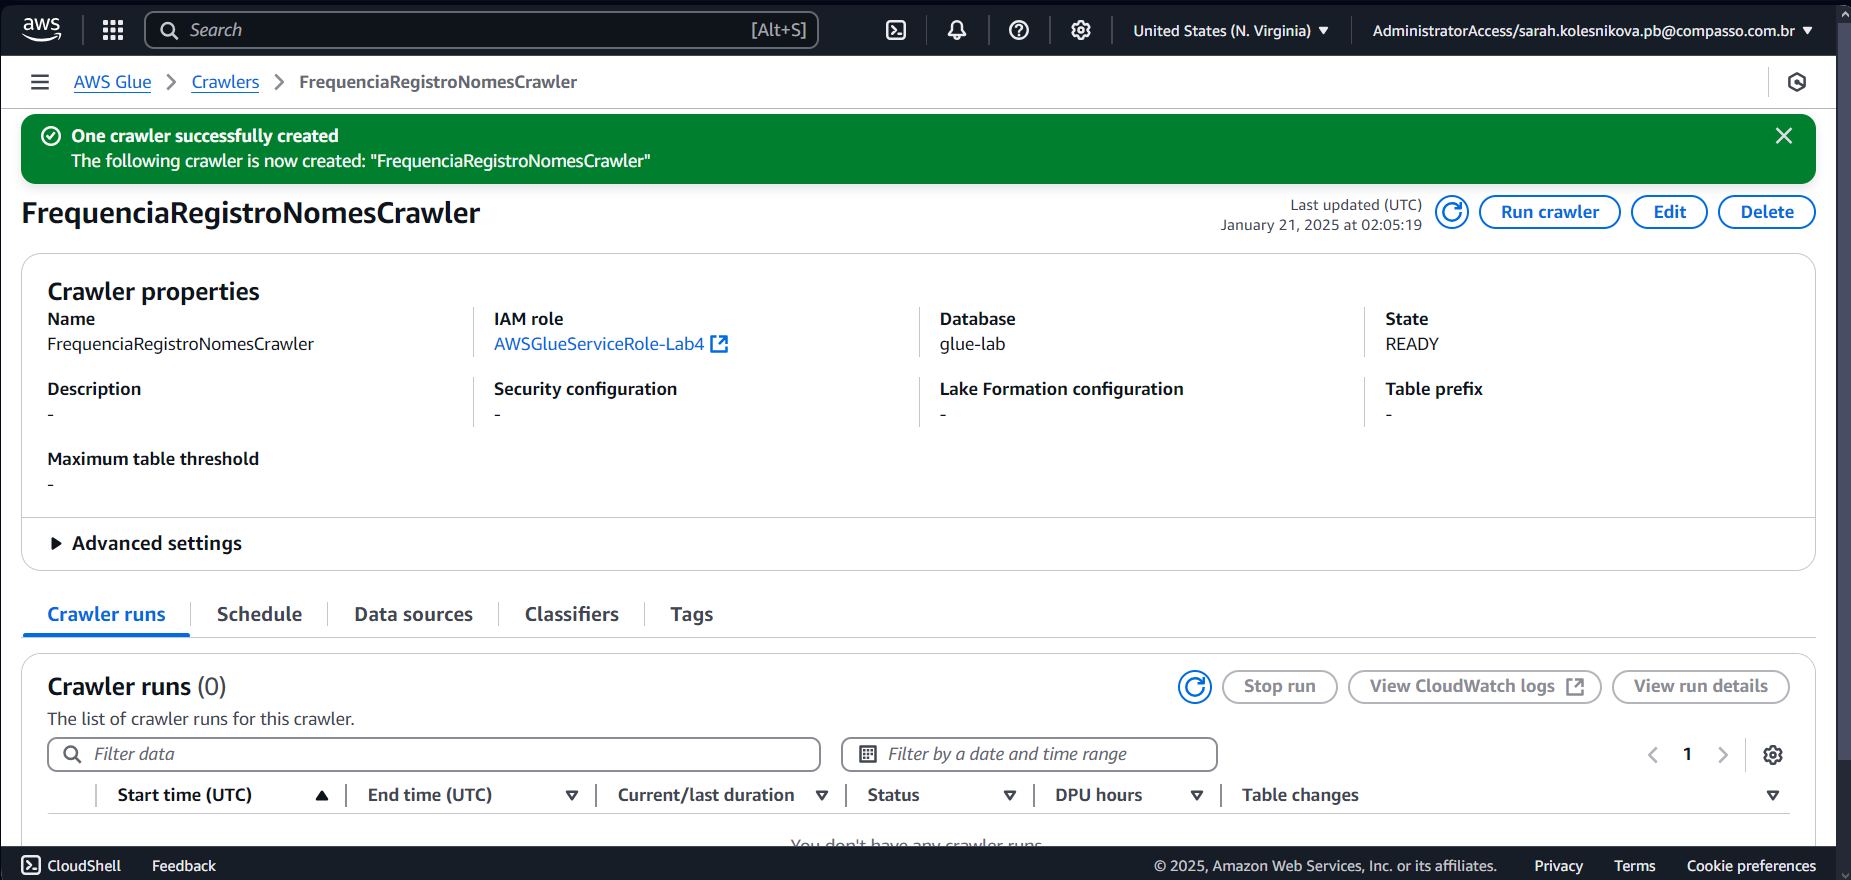 aws
Search [Alt+S]
United States (N. Virginia)
AdministratorAccess/sarah.kolesnikova.pb@compasso.com.br
AWS Glue
Crawlers
FrequenciaRegistroNomesCrawler
One crawler successfully created
The following crawler is now created: "FrequenciaRegistroNomesCrawler"
FrequenciaRegistroNomesCrawler
Last updated (UTC)
January 21, 2025 at 02:05:19
Run crawler
Edit
Delete
Crawler properties
Name
FrequenciaRegistroNomesCrawler
IAM role
AWSGlueServiceRole-Lab4
Database
glue-lab
State
READY
Description
-
Security configuration
-
Lake Formation configuration
-
Table prefix
-
Maximum table threshold
-
Advanced settings
Crawler runs
Schedule
Data sources
Classifiers
Tags
Crawler runs (0)
The list of crawler runs for this crawler.
Stop run
View CloudWatch logs
View run details
Filter data
Filter by a date and time range
1
Start time (UTC)
End time (UTC)
Current/last duration
Status
DPU hours
Table changes
You don't have any crawler runs
CloudShell
Feedback
© 2025, Amazon Web Services, Inc. or its affiliates.
Privacy
Terms
Cookie preferences